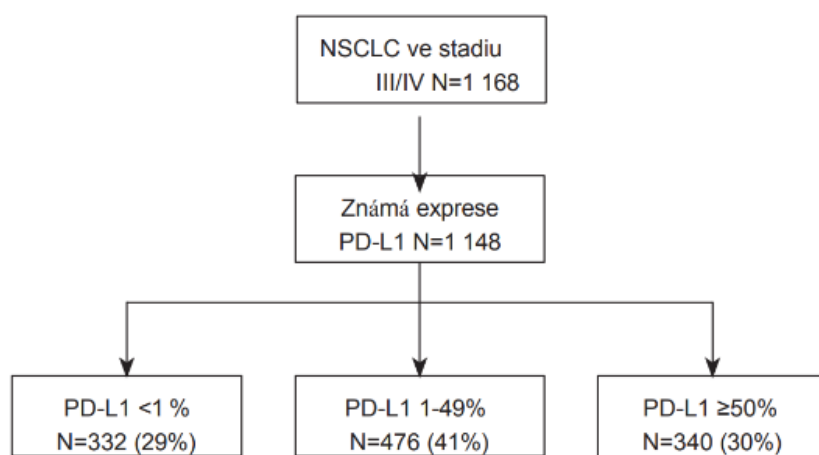 NSCLC ve stadiu
III/IV N=1 168
Známá exprese
PD-L1 N=1 148
PD-L1 <1 %
N=332 (29%)
PD-L1 1-49%
N=476 (41%)
PD-L1 ≥50%
N=340 (30%)